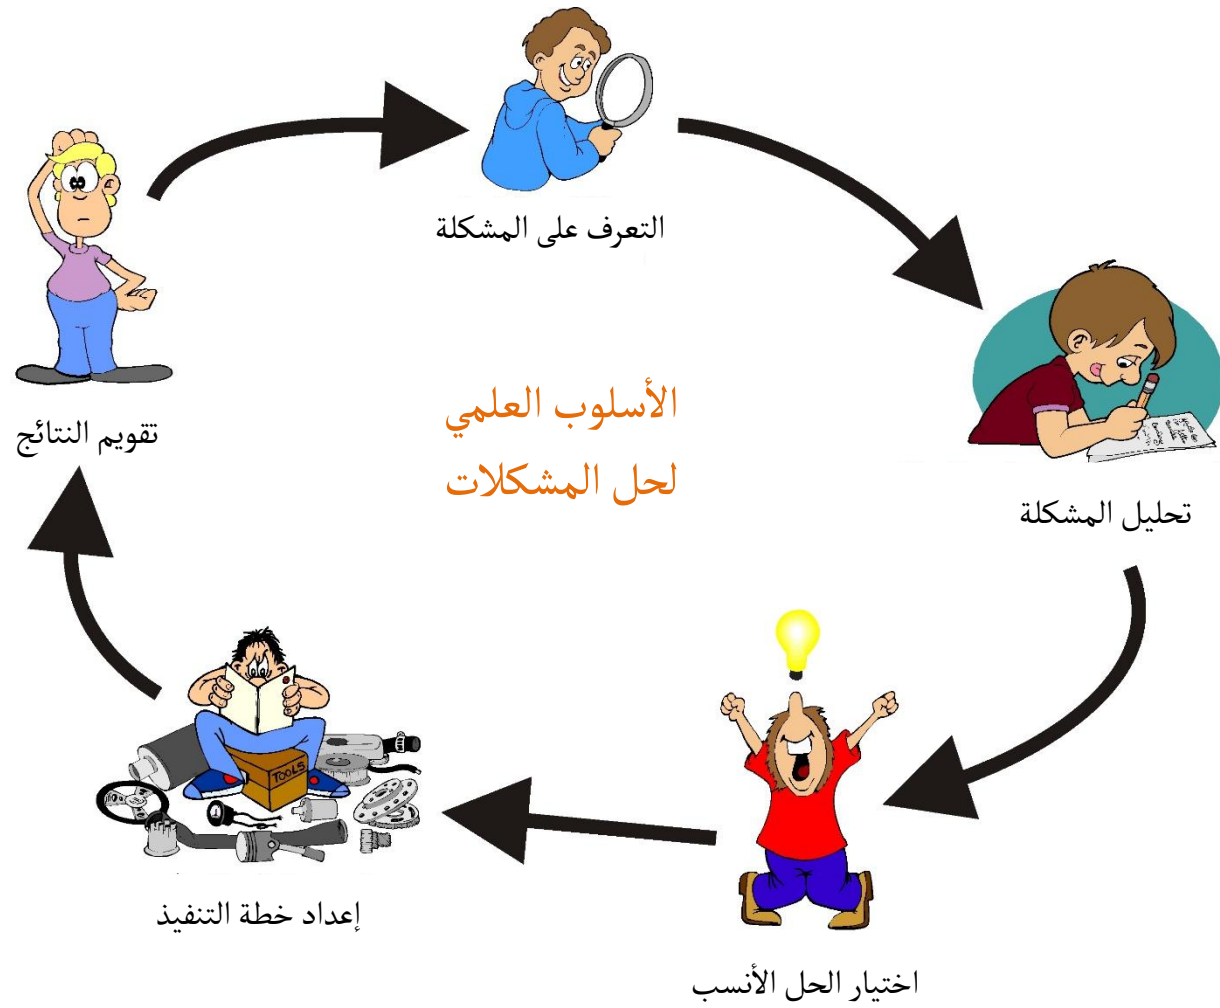 التعرف على المشكلة
تحليل المشكلة
اختيار الحل الأنسب
إعداد خطة التنفيذ
TOOLS
تقويم النتائج
الأسلوب العلمي
لحل المشكلات